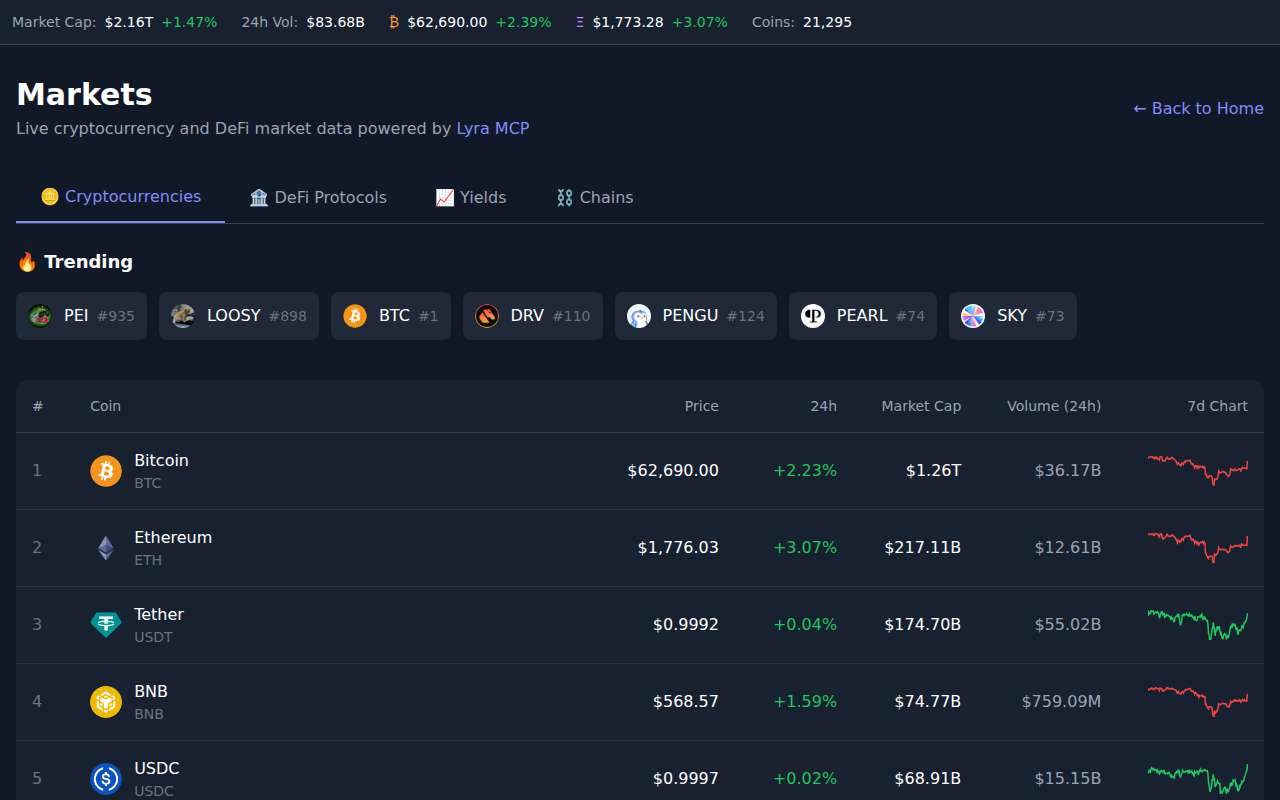 Market Cap: $2.16T +1.47% 24h Vol: $83.68B ₿ $62,690.00 +2.39% Ξ $1,773.28 +3.07% Coins: 21,295
Markets
Live cryptocurrency and DeFi market data powered by Lyra MCP
← Back to Home
🪙 Cryptocurrencies 🏦 DeFi Protocols 📈 Yields ⛓️ Chains
🔥 Trending
PEI #935 LOOSY #898 BTC #1 DRV #110 PENGU #124 PEARL #74 SKY #73
# Coin Price 24h Market Cap Volume (24h) 7d Chart
1 Bitcoin $62,690.00 +2.23% $1.26T $36.17B
BTC
2 Ethereum $1,776.03 +3.07% $217.11B $12.61B
ETH
3 Tether $0.9992 +0.04% $174.70B $55.02B
USDT
4 BNB $568.57 +1.59% $74.77B $759.09M
BNB
5 USDC $0.9997 +0.02% $68.91B $15.15B
USDC